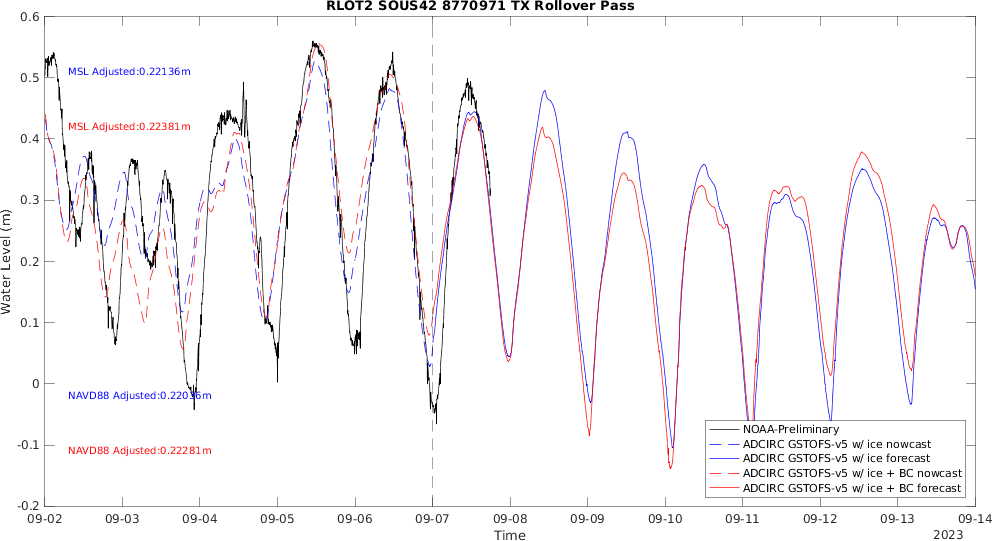 RLOT2 SOUS42 8770971 TX Rollover Pass
0.6
0.5
0.4
0.3
0.2
0.1
0
-0.1
-0.2
Water Level (m)
MSL Adjusted:0.22136m
MSL Adjusted:0.22381m
NAVD88 Adjusted:0.22036m
NAVD88 Adjusted:0.22281m
NOAA-Preliminary
ADCIRC GSTOFS-v5 w/ ice nowcast
ADCIRC GSTOFS-v5 w/ ice forecast
ADCIRC GSTOFS-v5 w/ ice + BC nowcast
ADCIRC GSTOFS-v5 w/ ice + BC forecast
09-02 09-03 09-04 09-05 09-06 09-07 09-08 09-09 09-10 09-11 09-12 09-13 09-14
Time
2023